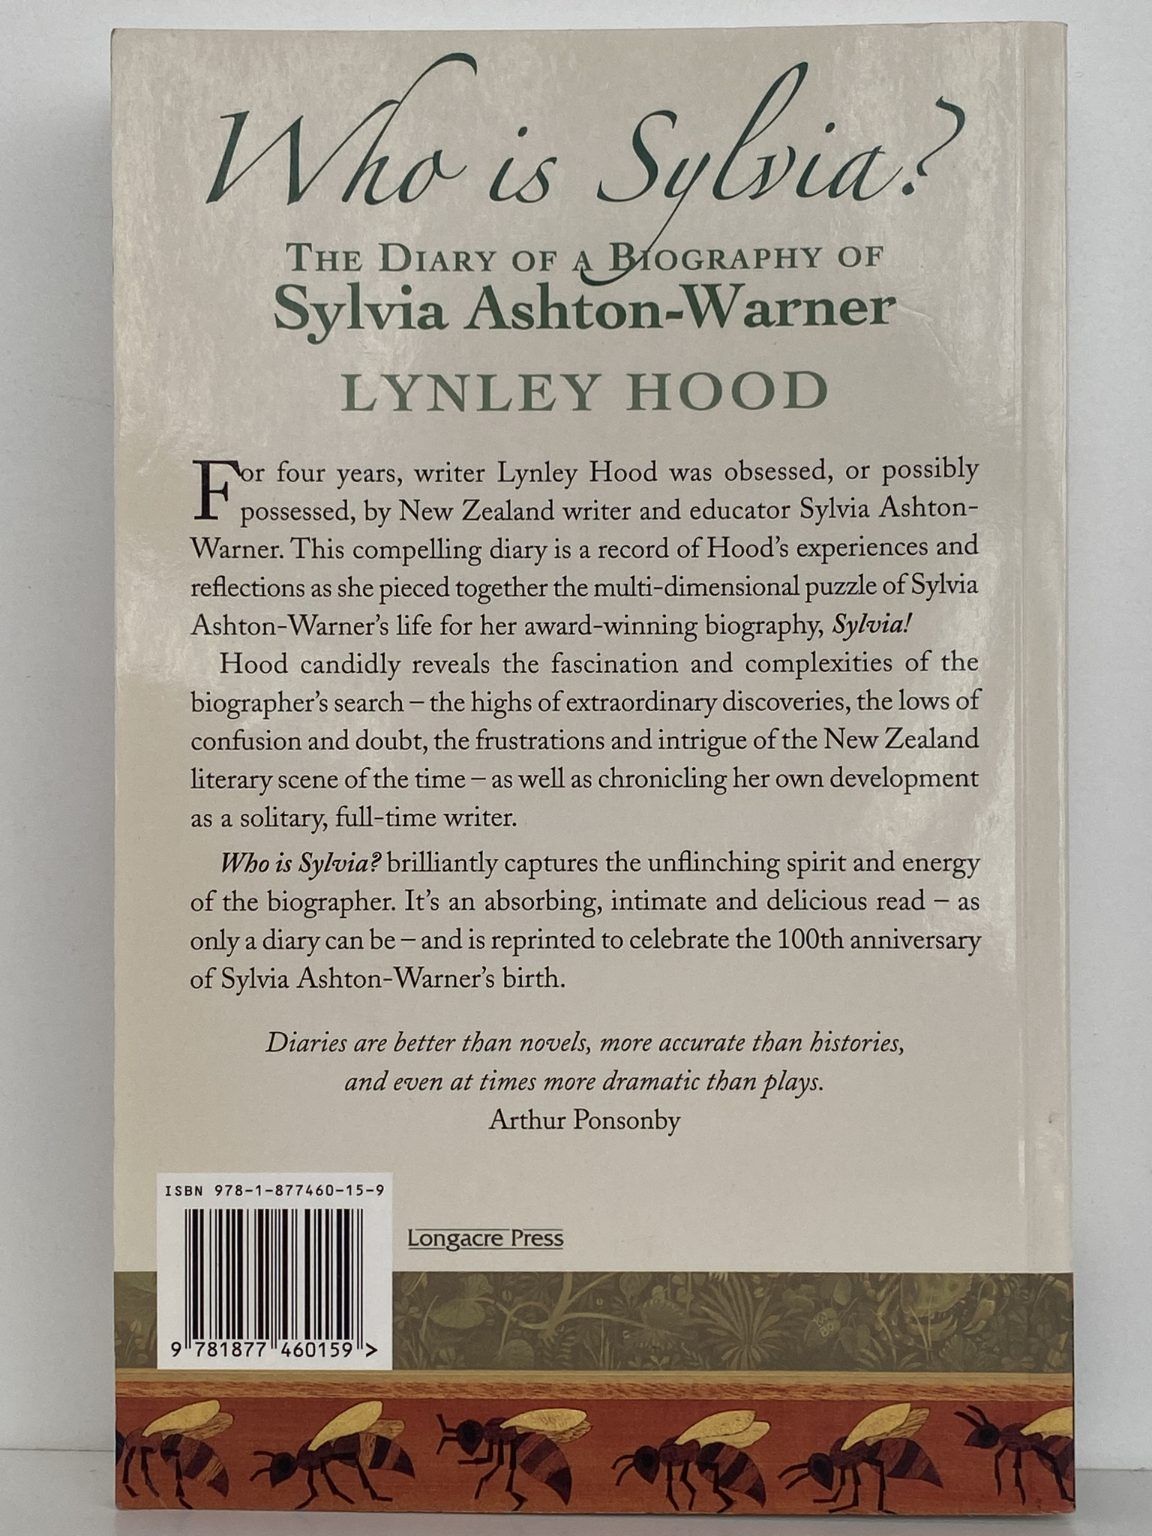 Who is Sylvia?
THE DIARY OF A BIOGRAPHY OF
Sylvia Ashton-Warner
LYNLEY HOOD
For four years, writer Lynley Hood was obsessed, or possibly
possessed, by New Zealand writer and educator Sylvia Ashton-
Warner. This compelling diary is a record of Hood's experiences and
reflections as she pieced together the multi-dimensional puzzle of Sylvia
Ashton-Warner's life for her award-winning biography, Sylvia!
Hood candidly reveals the fascination and complexities of the
biographer's search – the highs of extraordinary discoveries, the lows of
confusion and doubt, the frustrations and intrigue of the New Zealand
literary scene of the time – as well as chronicling her own development
as a solitary, full-time writer.
Who is Sylvia? brilliantly captures the unflinching spirit and energy
of the biographer. It's an absorbing, intimate and delicious read – as
only a diary can be – and is reprinted to celebrate the 100th anniversary
of Sylvia Ashton-Warner's birth.
Diaries are better than novels, more accurate than histories,
and even at times more dramatic than plays.
Arthur Ponsonby
ISBN 978-1-877460-15-9
Longacre Press
9 781877 460159 >